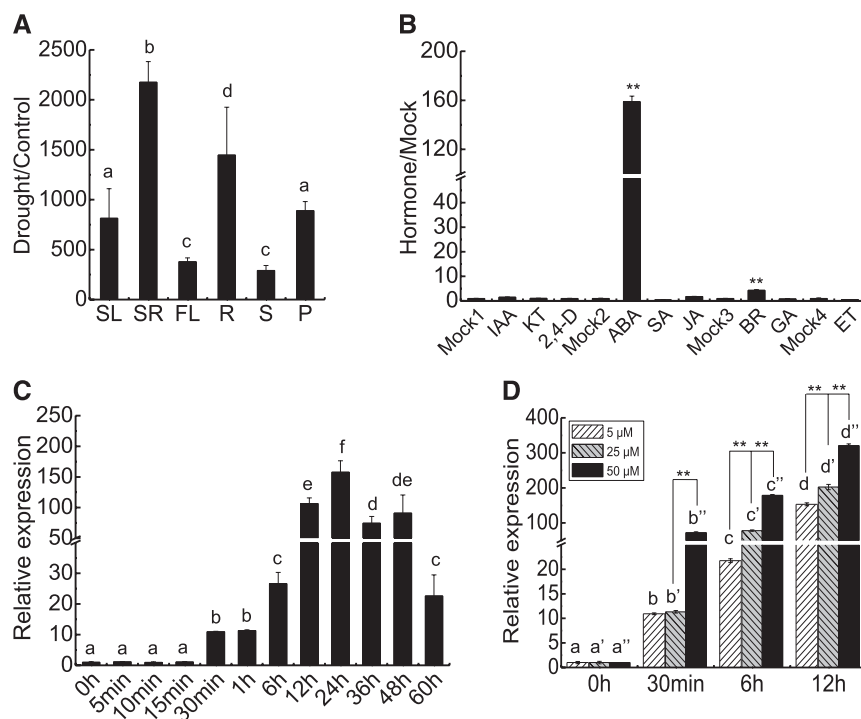 A
Drought/Control
2500
2000
1500
1000
500
0
a
b
c
d
c
a
SL SR FL R S P
B
Hormone/Mock
200
160
120
40
30
20
10
0
**
**
Mock1 IAA KT 2,4-D Mock2 ABA SA JA Mock3 BR GA Mock4 ET
C
Relative expression
250
200
150
100
50
30
20
10
0
a a a a b b c e f d de c
0h 5min 10min 15min 30min 1h 6h 12h 24h 36h 48h 60h
D
Relative expression
400
300
200
100
20
15
10
5
0
5 µM
25 µM
50 µM
** ** ** ** **
a a' a'' b b' b'' c c' c'' d d' d''
0h 30min 6h 12h